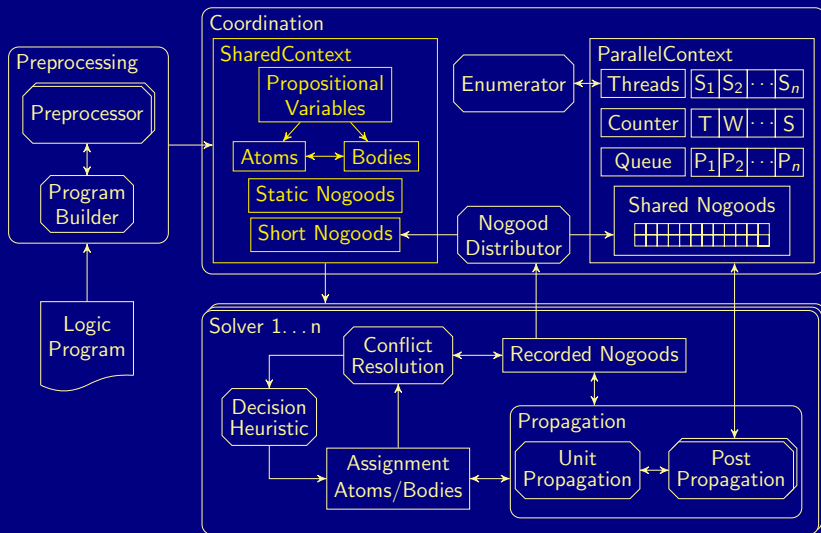 Coordination
Preprocessing
Preprocessor
Program
Builder
Logic
Program
SharedContext
Propositional
Variables
Atoms
Bodies
Static Nogoods
Short Nogoods
Enumerator
Nogood
Distributor
ParallelContext
Threads S₁ S₂ ··· Sₙ
Counter T W ··· S
Queue P₁ P₂ ··· Pₙ
Shared Nogoods
Solver 1...n
Conflict
Resolution
Recorded Nogoods
Decision
Heuristic
Assignment
Atoms/Bodies
Propagation
Unit
Propagation
Post
Propagation